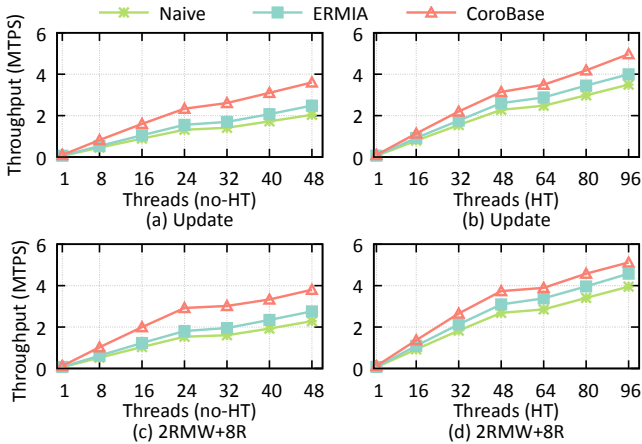 Naive ERMIA CoroBase
Throughput (MTPS)
6
4
2
0
1 8 16 24 32 40 48
Threads (no-HT)
(a) Update
6
4
2
0
1 16 32 48 64 80 96
Threads (HT)
(b) Update
Throughput (MTPS)
6
4
2
0
1 8 16 24 32 40 48
Threads (no-HT)
(c) 2RMW+8R
6
4
2
0
1 16 32 48 64 80 96
Threads (HT)
(d) 2RMW+8R